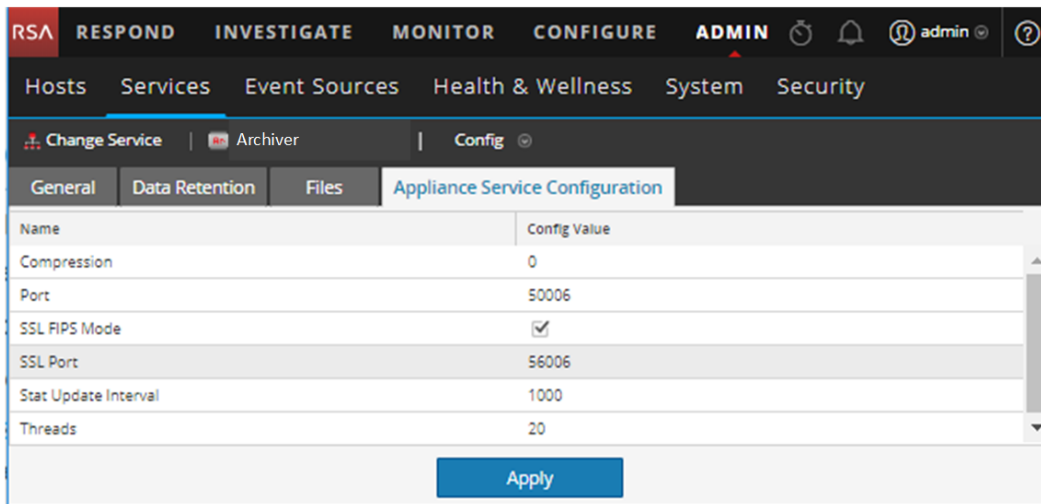 RSA RESPOND INVESTIGATE MONITOR CONFIGURE ADMIN admin ?
Hosts Services Event Sources Health & Wellness System Security
Change Service | Archiver | Config
General Data Retention Files Appliance Service Configuration
Name Config Value
Compression 0
Port 50006
SSL FIPS Mode
SSL Port 56006
Stat Update Interval 1000
Threads 20
Apply